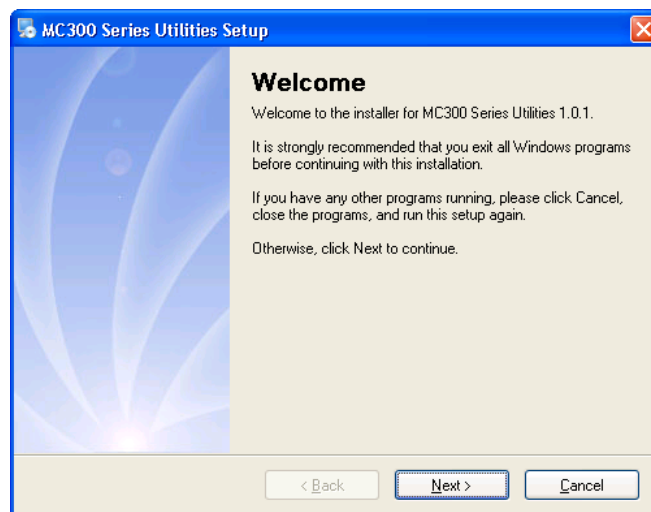 MC300 Series Utilities Setup
Welcome
Welcome to the installer for MC300 Series Utilities 1.0.1.
It is strongly recommended that you exit all Windows programs
before continuing with this installation.
If you have any other programs running, please click Cancel,
close the programs, and run this setup again.
Otherwise, click Next to continue.
< Back
Next >
Cancel